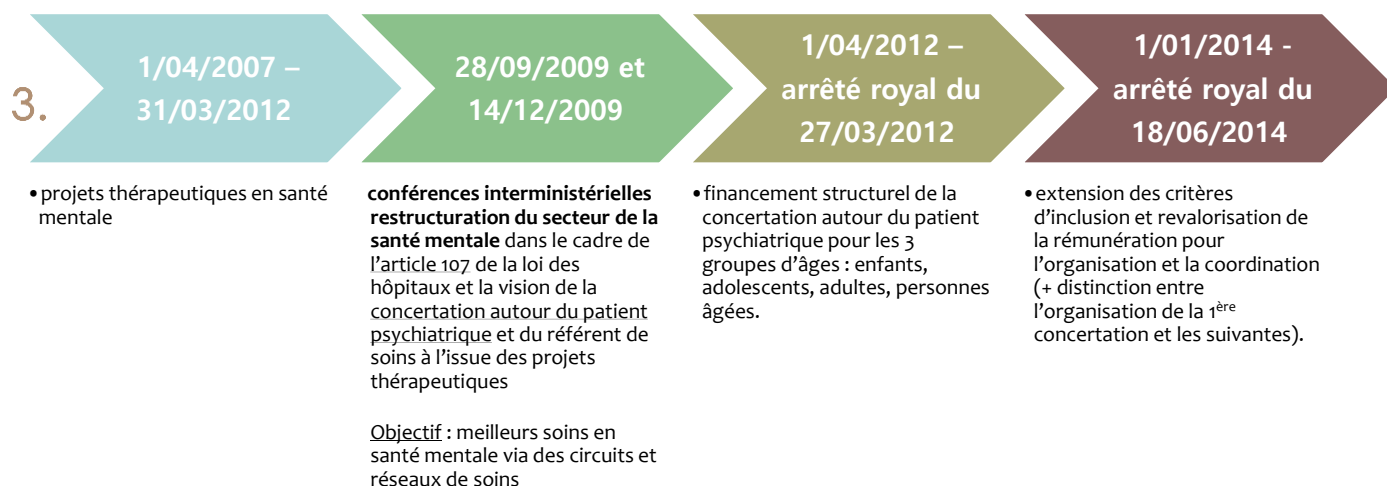 3.
1/04/2007 –
31/03/2012
• projets thérapeutiques en santé
mentale
28/09/2009 et
14/12/2009
conférences interministérielles
restructuration du secteur de la
santé mentale dans le cadre de
l’article 107 de la loi des
hôpitaux et la vision de la
concertation autour du patient
psychiatrique et du référent de
soins à l’issue des projets
thérapeutiques
Objectif : meilleurs soins en
santé mentale via des circuits et
réseaux de soins
1/04/2012 –
arrêté royal du
27/03/2012
• financement structurel de la
concertation autour du patient
psychiatrique pour les 3
groupes d’âges : enfants,
adolescents, adultes, personnes
âgées.
1/01/2014 -
arrêté royal du
18/06/2014
• extension des critères
d’inclusion et revalorisation de
la rémunération pour
l’organisation et la coordination
(+ distinction entre
l’organisation de la 1ère
concertation et les suivantes).